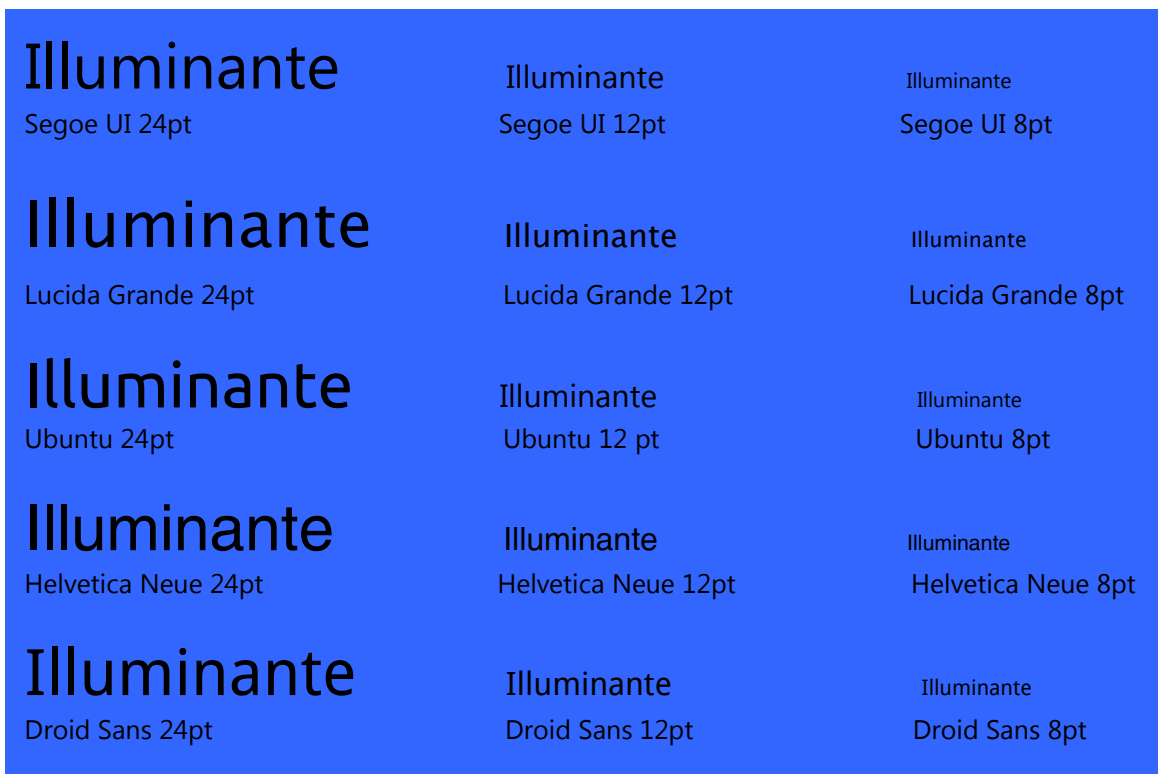 Illuminante Illuminante Illuminante
Segoe UI 24pt Segoe UI 12pt Segoe UI 8pt
Illuminante Illuminante Illuminante
Lucida Grande 24pt Lucida Grande 12pt Lucida Grande 8pt
Illuminante Illuminante Illuminante
Ubuntu 24pt Ubuntu 12 pt Ubuntu 8pt
Illuminante Illuminante Illuminante
Helvetica Neue 24pt Helvetica Neue 12pt Helvetica Neue 8pt
Illuminante Illuminante Illuminante
Droid Sans 24pt Droid Sans 12pt Droid Sans 8pt